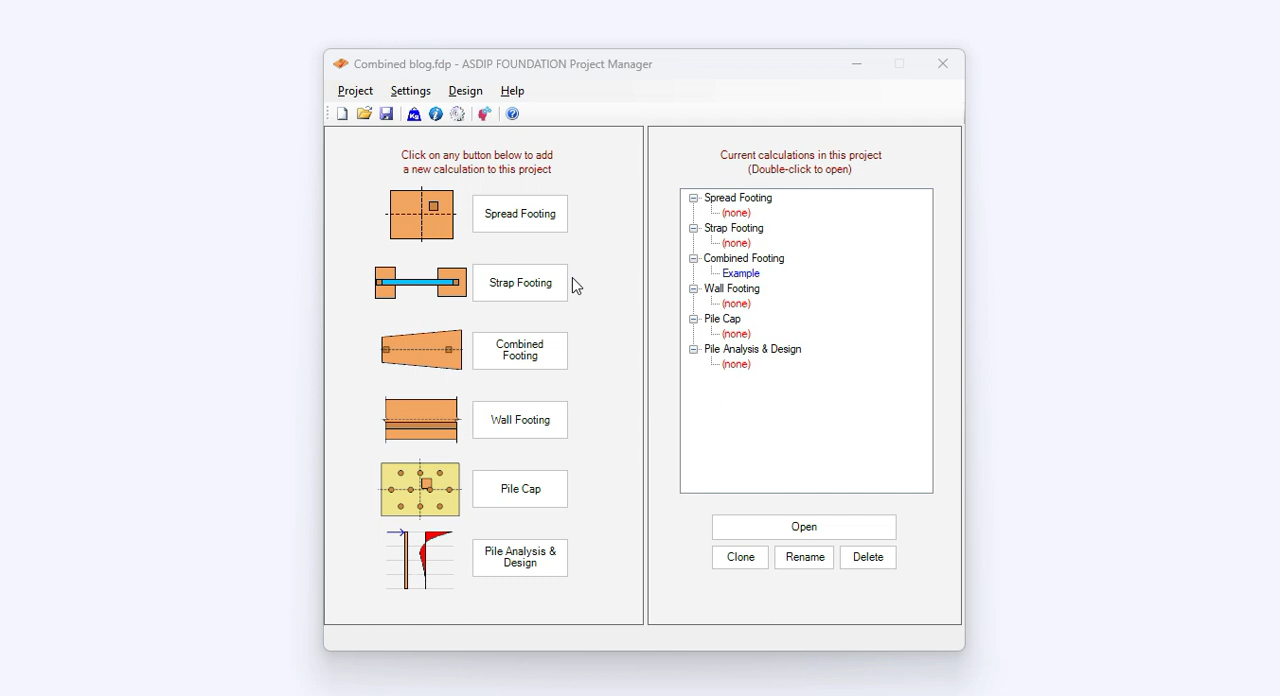 Combined blog.fdp - ASDIP FOUNDATION Project Manager
Project Settings Design Help
Kg
Click on any button below to add
a new calculation to this project
Spread Footing
Strap Footing
Combined
Footing
Wall Footing
Pile Cap
Pile Analysis &
Design
Current calculations in this project
(Double-click to open)
Spread Footing
(none)
Strap Footing
(none)
Combined Footing
Example
Wall Footing
(none)
Pile Cap
(none)
Pile Analysis & Design
(none)
Open
Clone Rename Delete